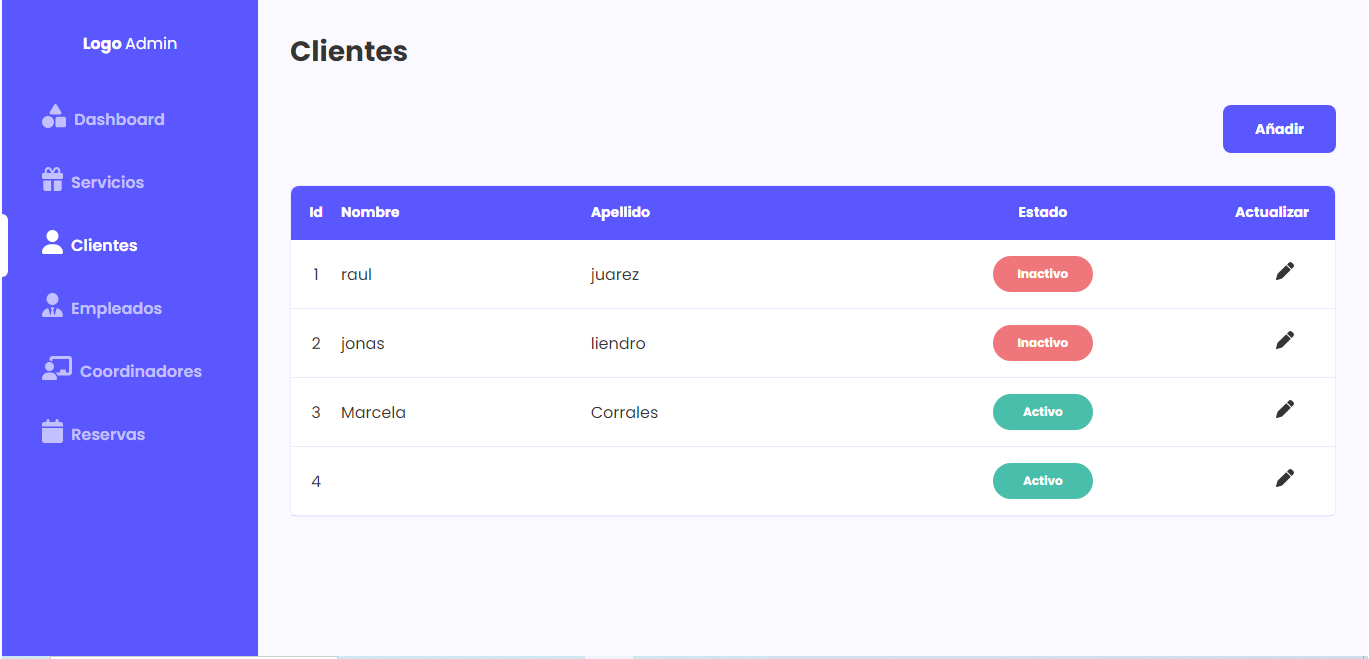 Logo Admin
Dashboard
Servicios
Clientes
Empleados
Coordinadores
Reservas
Clientes
Añadir
Id Nombre Apellido Estado Actualizar
1 raul juarez Inactivo
2 jonas liendro Inactivo
3 Marcela Corrales Activo
4 Activo